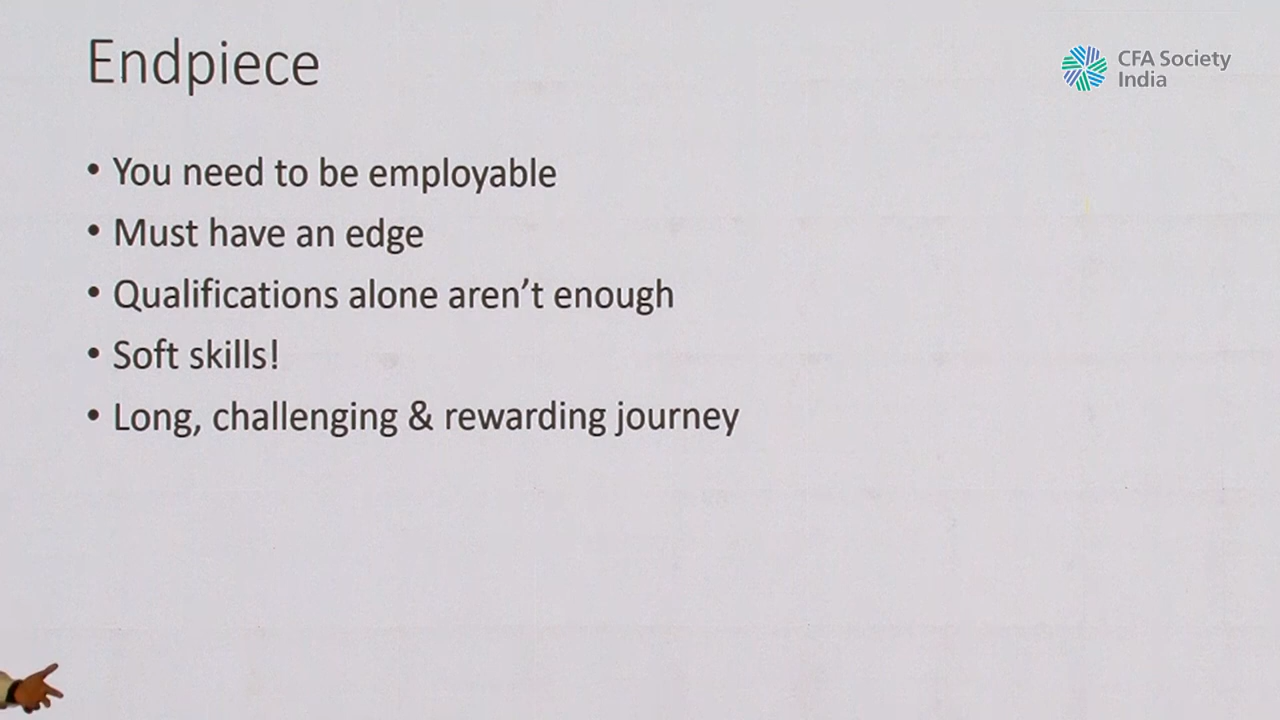 Endpiece
CFA Society
India
• You need to be employable
• Must have an edge
• Qualifications alone aren’t enough
• Soft skills!
• Long, challenging & rewarding journey